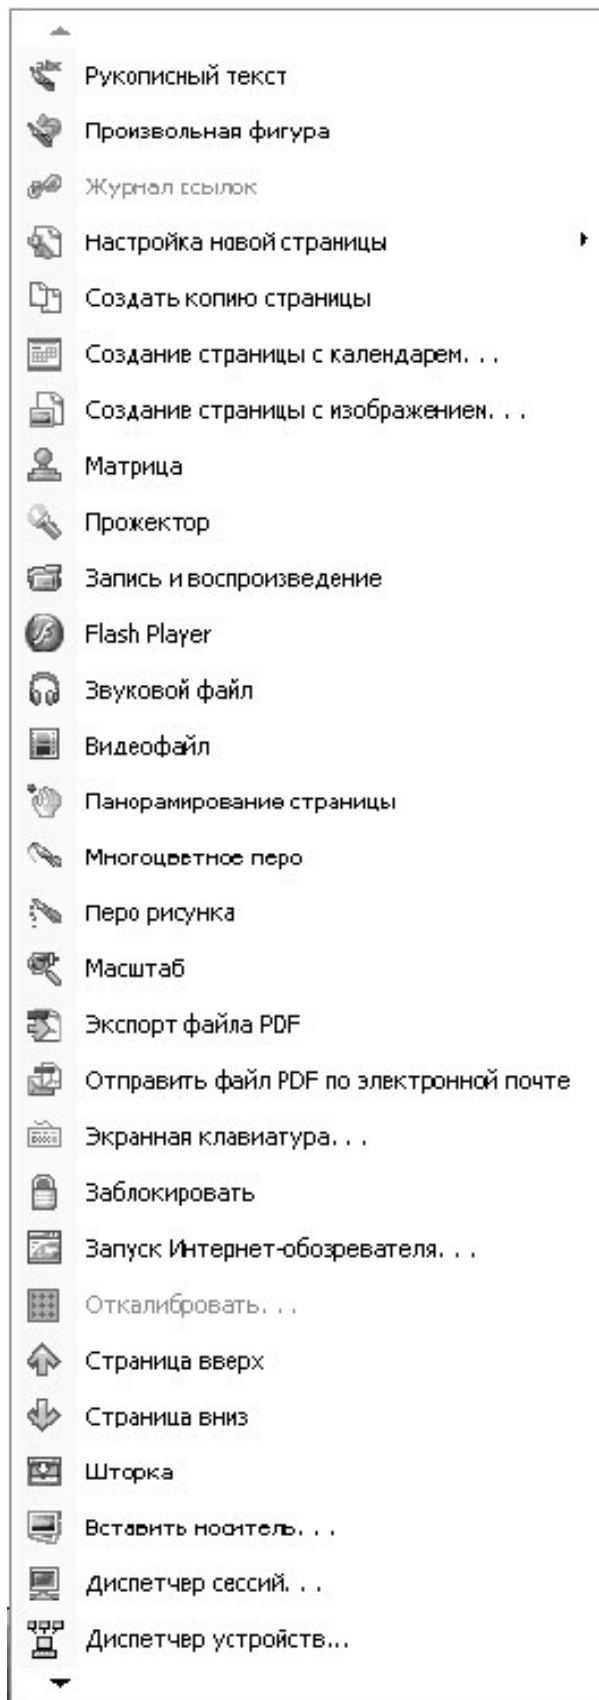 Рукописный текст
Произвольная фигура
Журнал ссылок
Настройка новой страницы
Создать копию страницы
Создание страницы с календарем. . .
Создание страницы с изображением. . .
Матрица
Прожектор
Запись и воспроизведение
Flash Player
Звуковой файл
Видеофайл
Панорамирование страницы
Многоцветное перо
Перо рисунка
Масштаб
Экспорт файла PDF
Отправить файл PDF по электронной почте
Экранная клавиатура. . .
Заблокировать
Запуск Интернет-обозревателя. . .
Откалибровать. . .
Страница вверх
Страница вниз
Шторка
Вставить носитель. . .
Диспетчер сессий. . .
Диспетчер устройств...